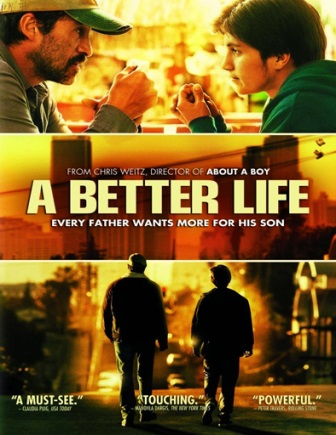 FROM CHRIS WEITZ, DIRECTOR OF ABOUT A BOY
A BETTER LIFE
EVERY FATHER WANTS MORE FOR HIS SON
"A MUST-SEE."
- CLAUDIA PUIG, USA TODAY
"TOUCHING."
- MANOHLA DARGIS, THE NEW YORK TIMES
"POWERFUL."
- PETER TRAVERS, ROLLING STONE